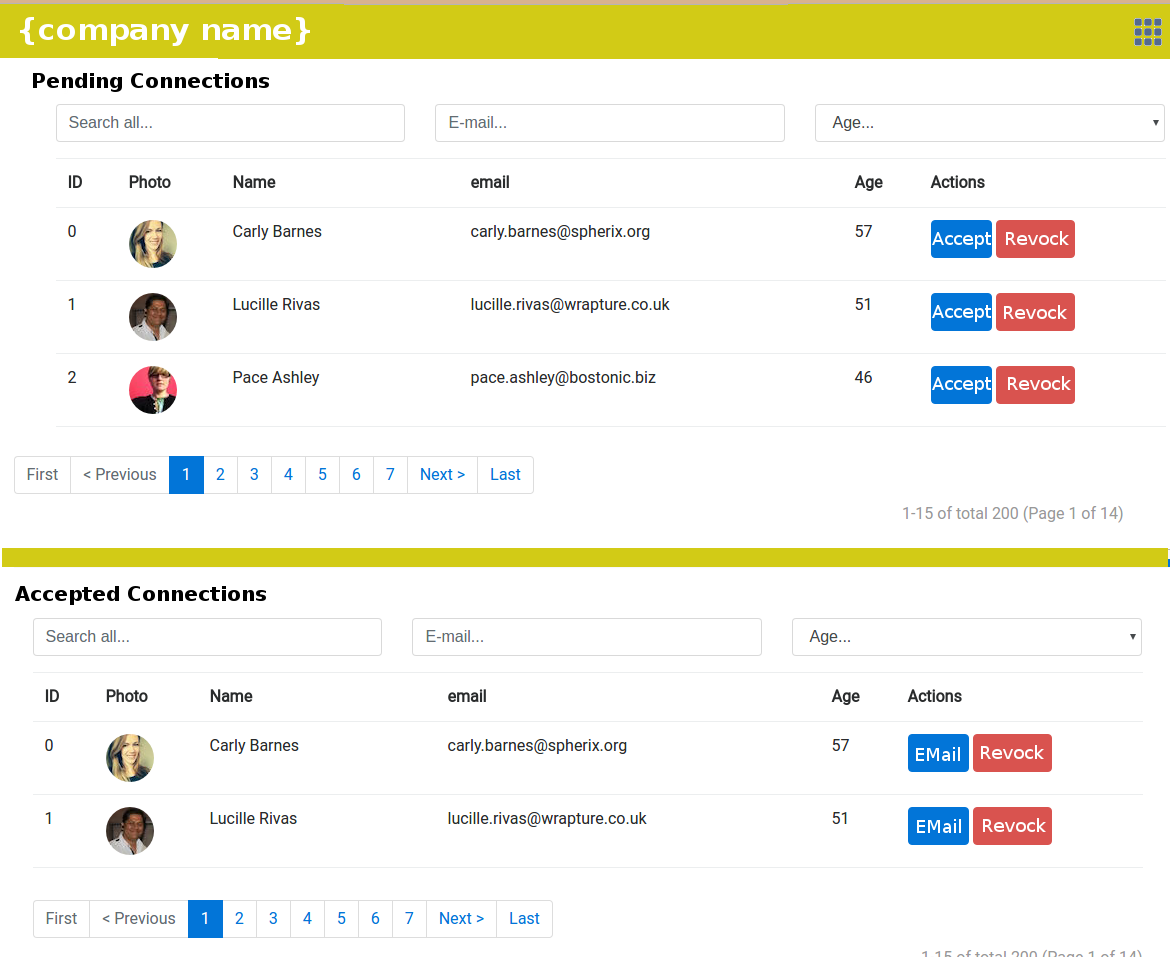 {company name}
Pending Connections
Search all... E-mail... Age...
ID Photo Name email Age Actions
0 Carly Barnes carly.barnes@spherix.org 57 Accept Revock
1 Lucille Rivas lucille.rivas@wrapture.co.uk 51 Accept Revock
2 Pace Ashley pace.ashley@bostonic.biz 46 Accept Revock
First < Previous 1 2 3 4 5 6 7 Next > Last
1-15 of total 200 (Page 1 of 14)
Accepted Connections
Search all... E-mail... Age...
ID Photo Name email Age Actions
0 Carly Barnes carly.barnes@spherix.org 57 EMail Revock
1 Lucille Rivas lucille.rivas@wrapture.co.uk 51 EMail Revock
First < Previous 1 2 3 4 5 6 7 Next > Last
1-15 of total 200 (Page 1 of 14)